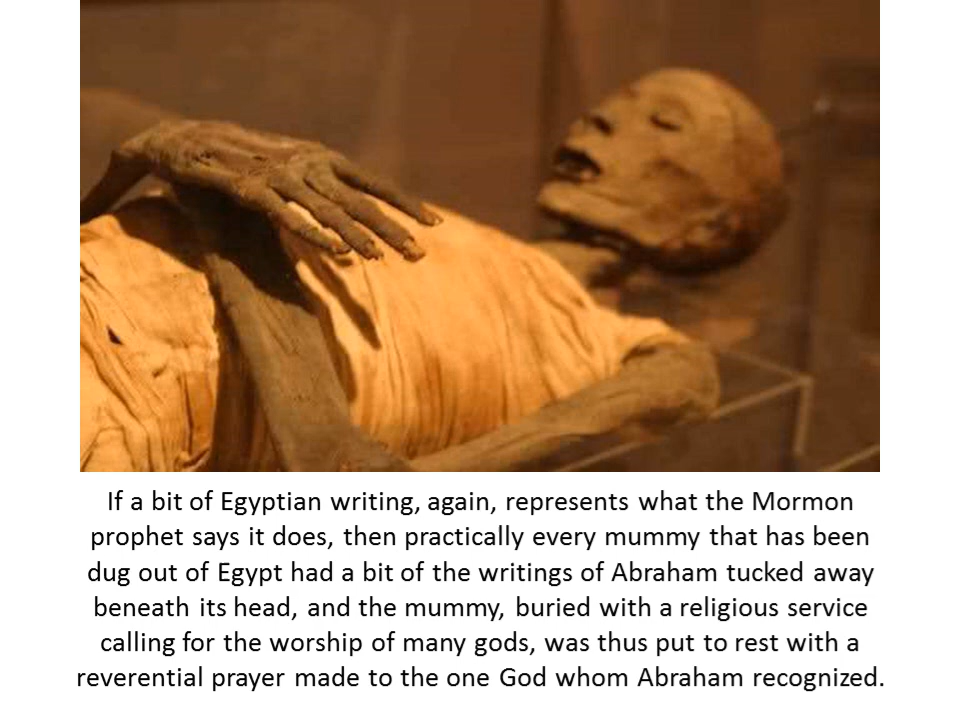 If a bit of Egyptian writing, again, represents what the Mormon
prophet says it does, then practically every mummy that has been
dug out of Egypt had a bit of the writings of Abraham tucked away
beneath its head, and the mummy, buried with a religious service
calling for the worship of many gods, was thus put to rest with a
reverential prayer made to the one God whom Abraham recognized.